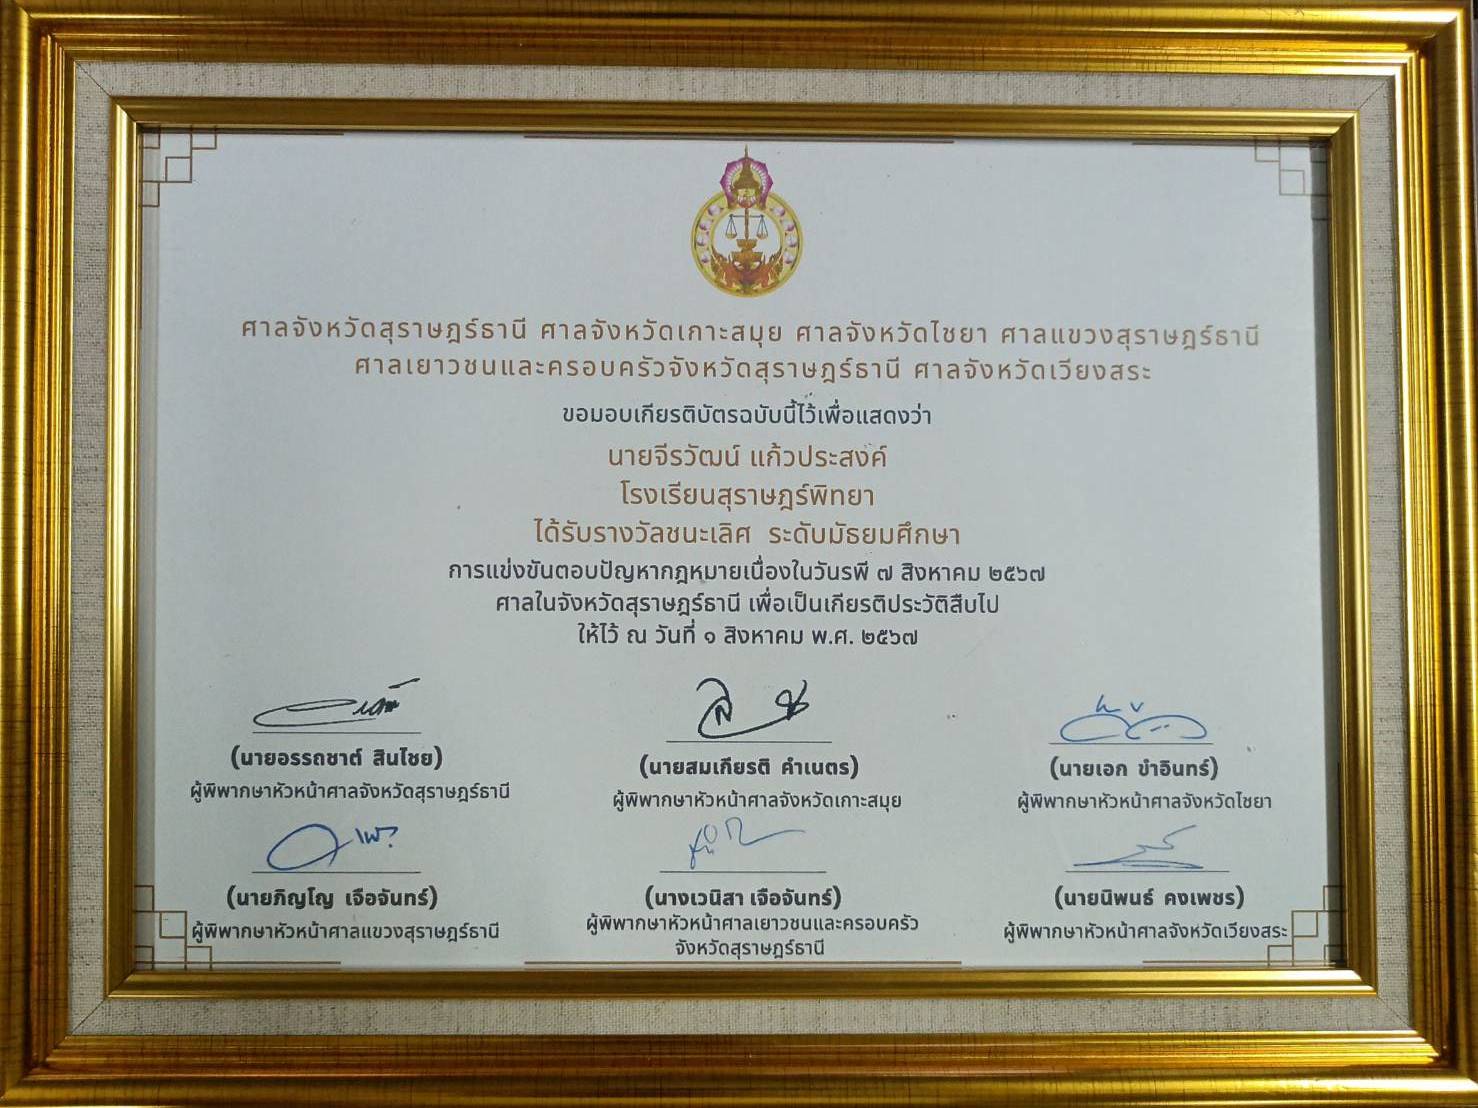 ศาลจังหวัดสุราษฎร์ธานี ศาลจังหวัดเกาะสมุย ศาลจังหวัดไชยา ศาลแขวงสุราษฎร์ธานี
ศาลเยาวชนและครอบครัวจังหวัดสุราษฎร์ธานี ศาลจังหวัดเวียงสระ
ขอมอบเกียรติบัตรฉบับนี้ไว้เพื่อแสดงว่า
นายจีรวัฒน์ แก้วประสงค์
โรงเรียนสุราษฎร์พิทยา
ได้รับรางวัลชนะเลิศ ระดับมัธยมศึกษา
การแข่งขันตอบปัญหากฎหมายเนื่องในวันรพี ๗ สิงหาคม ๒๕๖๗
ศาลในจังหวัดสุราษฎร์ธานี เพื่อเป็นเกียรติประวัติสืบไป
ให้ไว้ ณ วันที่ ๑ สิงหาคม พ.ศ. ๒๕๖๗
(นายอรรถชาต์ สินไชย) (นายสมเกียรติ คำเนตร) (นายเอก ขำอินทร์)
ผู้พิพากษาหัวหน้าศาลจังหวัดสุราษฎร์ธานี ผู้พิพากษาหัวหน้าศาลจังหวัดเกาะสมุย ผู้พิพากษาหัวหน้าศาลจังหวัดไชยา
(นายภิญโญ เจือจันทร์) (นางเวนิสา เจือจันทร์) (นายนิพนธ์ คงเพชร)
ผู้พิพากษาหัวหน้าศาลแขวงสุราษฎร์ธานี ผู้พิพากษาหัวหน้าศาลเยาวชนและครอบครัว ผู้พิพากษาหัวหน้าศาลจังหวัดเวียงสระ
จังหวัดสุราษฎร์ธานี